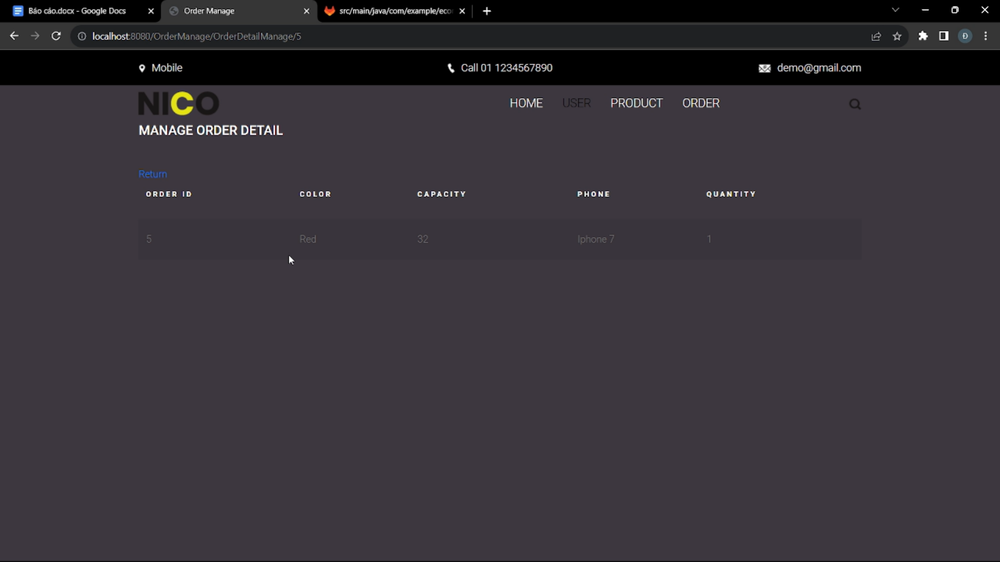 Báo cáo.docx - Google Docs
Order Manage
src/main/java/com/example/eco
localhost:8080/OrderManage/OrderDetailManage/5
Đ
Mobile
Call 01 1234567890
demo@gmail.com
NICO
HOME USER PRODUCT ORDER
MANAGE ORDER DETAIL
Return
ORDER ID COLOR CAPACITY PHONE QUANTITY
5 Red 32 Iphone 7 1